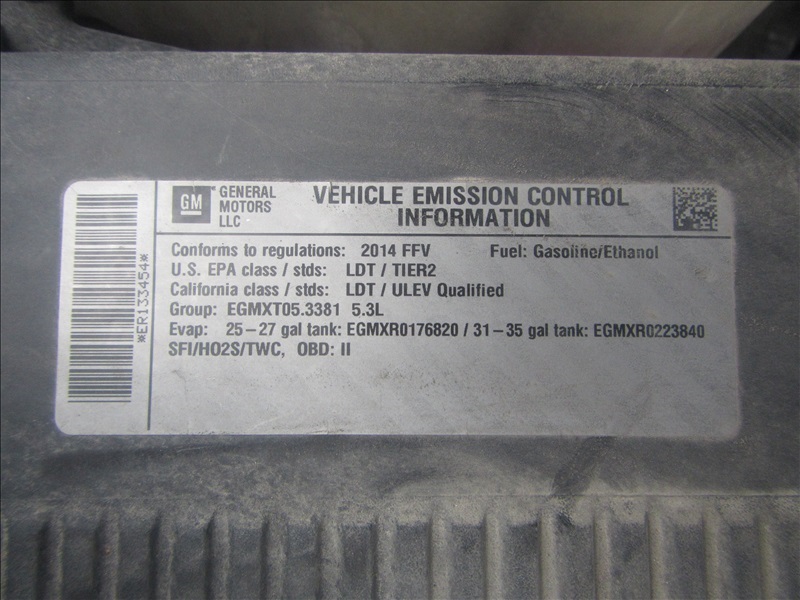 GM GENERAL MOTORS LLC
VEHICLE EMISSION CONTROL
INFORMATION
Conforms to regulations: 2014 FFV Fuel: Gasoline/Ethanol
U.S. EPA class / stds: LDT / TIER2
California class / stds: LDT / ULEV Qualified
Group: EGMXT05.3381 5.3L
Evap: 25-27 gal tank: EGMXR0176820 / 31-35 gal tank: EGMXR0223840
SFI/HO2S/TWC, OBD: II
*ER133454*